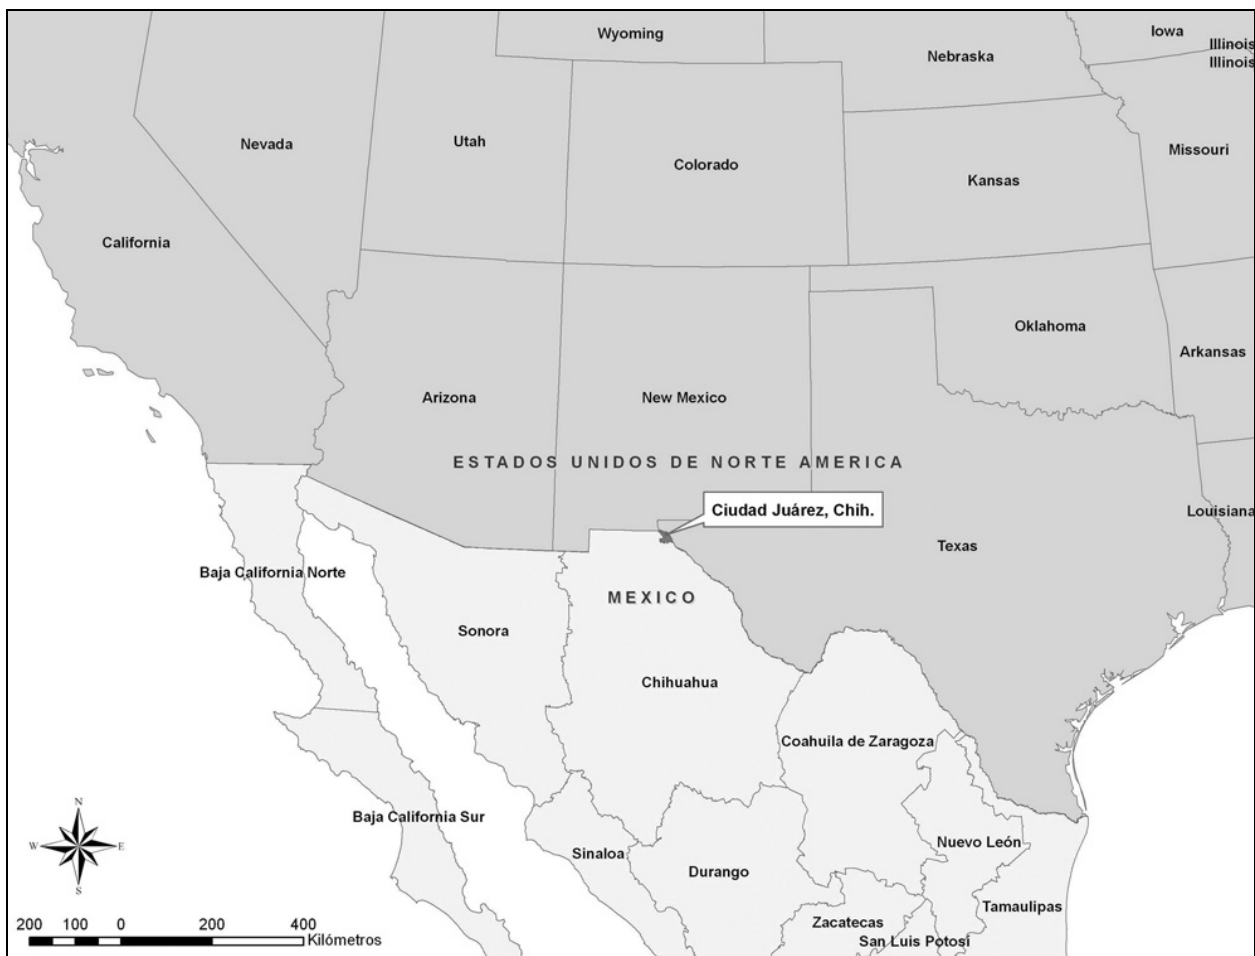 Wyoming
Iowa
Illinois
Illinois
Nebraska
Nevada
Utah
Colorado
Missouri
Kansas
California
Oklahoma
Arkansas
Arizona
New Mexico
ESTADOS UNIDOS DE NORTE AMERICA
Ciudad Juárez, Chih.
Louisiana
Texas
Baja California Norte
MEXICO
Sonora
Chihuahua
Coahuila de Zaragoza
N
W
E
S
Baja California Sur
Sinaloa
Nuevo León
Durango
Tamaulipas
Zacatecas
San Luis Potosí
200 100 0 200 400
Kilómetros